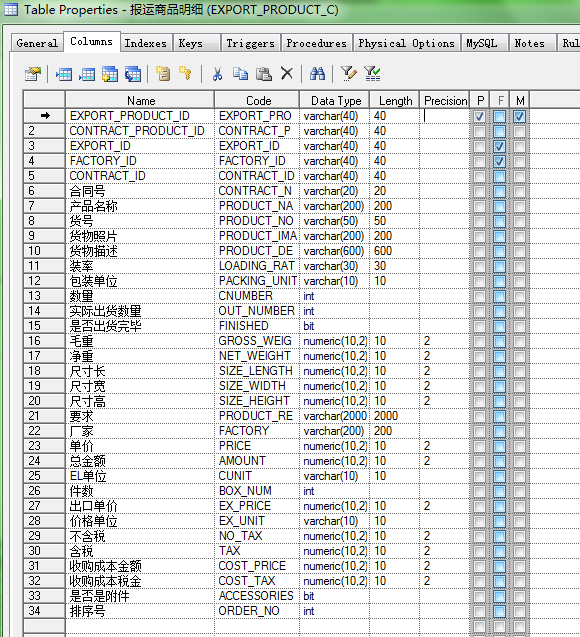 Table Properties - 报运商品明细 (EXPORT_PRODUCT_C)
General Columns Indexes Keys Triggers Procedures Physical Options MySQL Notes Rul
Name Code Data Type Length Precision P F M
EXPORT_PRODUCT_ID EXPORT_PRO varchar(40) 40
2 CONTRACT_PRODUCT_ID CONTRACT_P varchar(40) 40
3 EXPORT_ID EXPORT_ID varchar(40) 40
4 FACTORY_ID FACTORY_ID varchar(40) 40
5 CONTRACT_ID CONTRACT_ID varchar(40) 40
6 合同号 CONTRACT_N varchar(20) 20
7 产品名称 PRODUCT_NA varchar(200) 200
8 货号 PRODUCT_NO varchar(50) 50
9 货物照片 PRODUCT_IMA varchar(200) 200
10 货物描述 PRODUCT_DE varchar(600) 600
11 装率 LOADING_RAT varchar(30) 30
12 包装单位 PACKING_UNIT varchar(10) 10
13 数量 CNUMBER int
14 实际出货数量 OUT_NUMBER int
15 是否出货完毕 FINISHED bit
16 毛重 GROSS_WEIG numeric(10,2) 10 2
17 净重 NET_WEIGHT numeric(10,2) 10 2
18 尺寸长 SIZE_LENGTH numeric(10,2) 10 2
19 尺寸宽 SIZE_WIDTH numeric(10,2) 10 2
20 尺寸高 SIZE_HEIGHT numeric(10,2) 10 2
21 要求 PRODUCT_RE varchar(2000 2000
22 厂家 FACTORY varchar(200) 200
23 单价 PRICE numeric(10,2) 10 2
24 总金额 AMOUNT numeric(10,2) 10 2
25 EL单位 CUNIT varchar(10) 10
26 件数 BOX_NUM int
27 出口单价 EX_PRICE numeric(10,2) 10 2
28 价格单位 EX_UNIT varchar(10) 10
29 不含税 NO_TAX numeric(10,2) 10 2
30 含税 TAX numeric(10,2) 10 2
31 收购成本金额 COST_PRICE numeric(10,2) 10 2
32 收购成本税金 COST_TAX numeric(10,2) 10 2
33 是否是附件 ACCESSORIES bit
34 排序号 ORDER_NO int